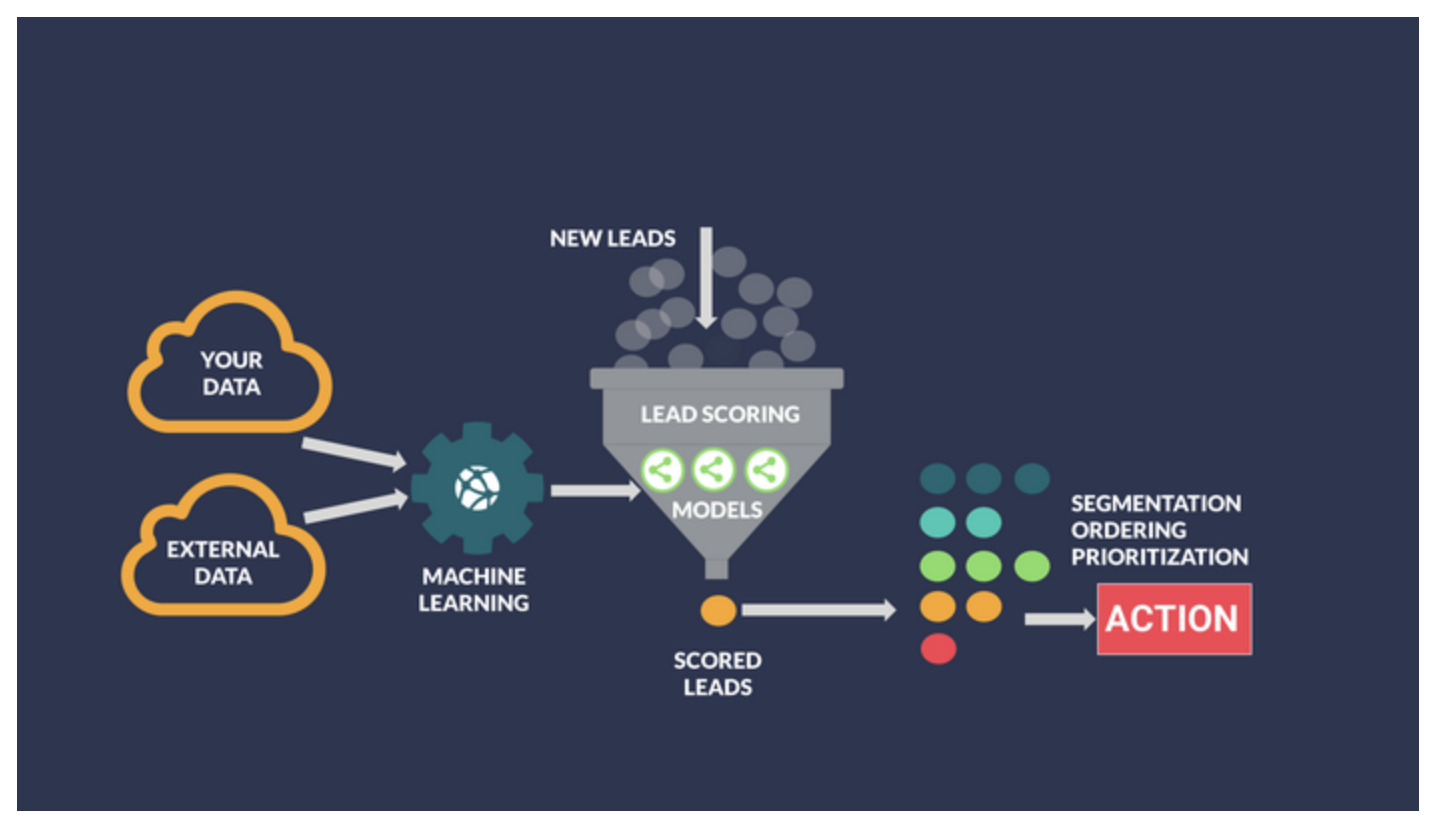 NEW LEADS
YOUR
DATA
EXTERNAL
DATA
MACHINE
LEARNING
LEAD SCORING
MODELS
SCORED
LEADS
SEGMENTATION
ORDERING
PRIORITIZATION
ACTION